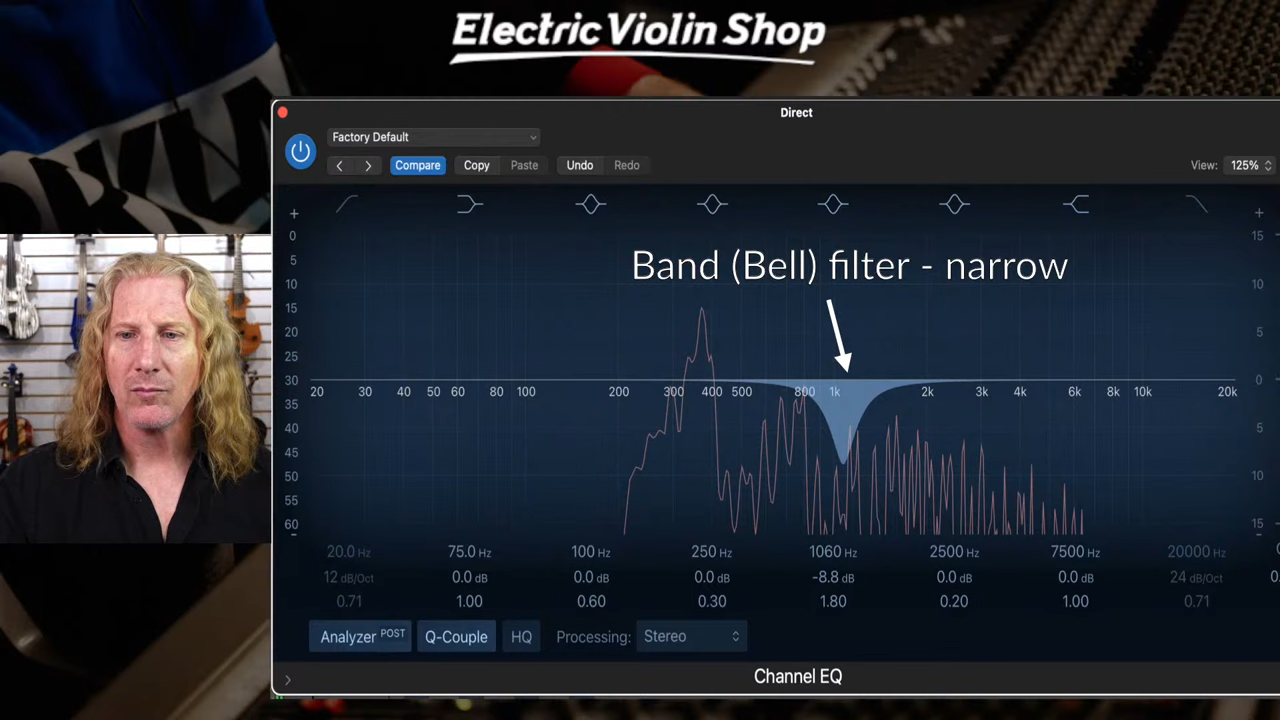 Electric Violin Shop
Direct
Factory Default
Compare Copy Paste Undo Redo View: 125%
+ +
0 15
5
10 10
15
20 5
25
Band (Bell) filter - narrow
30 20 30 40 50 60 80 100 200 300 400 500 800 1k 2k 3k 4k 6k 8k 10k 20k 0
35
40 5
45
50 10
55
60 15
- -
20.0 Hz 75.0 Hz 100 Hz 250 Hz 1060 Hz 2500 Hz 7500 Hz 20000 Hz
12 dB/Oct 0.0 dB 0.0 dB 0.0 dB -8.8 dB 0.0 dB 0.0 dB 24 dB/Oct 0.
0.71 1.00 0.60 0.30 1.80 0.20 1.00 0.71
Analyzer POST Q-Couple HQ Processing: Stereo
Channel EQ